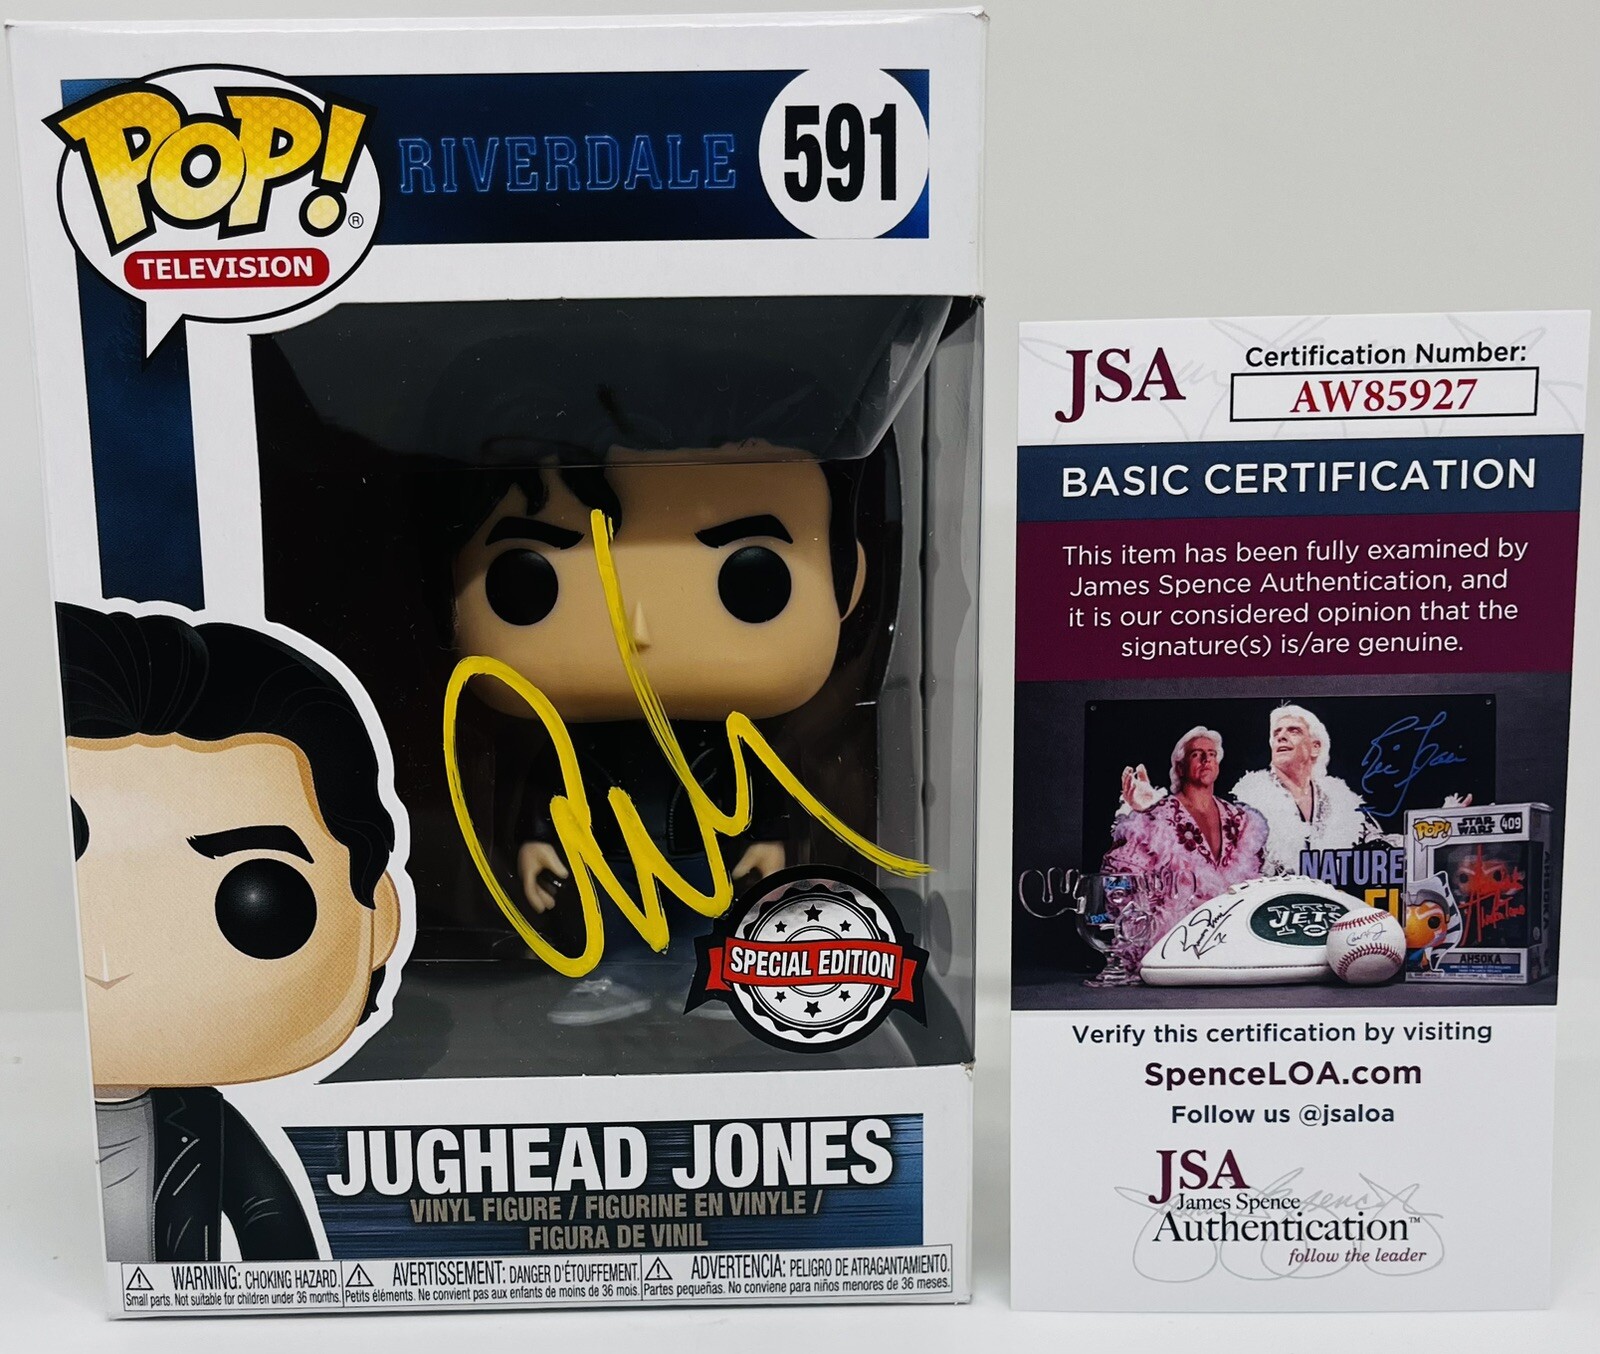 POP!®
TELEVISION
RIVERDALE
591
SPECIAL EDITION
JUGHEAD JONES
VINYL FIGURE / FIGURINE EN VINYLE /
FIGURA DE VINIL
WARNING: CHOKING HAZARD.
Small parts. Not suitable for children under 36 months.
AVERTISSEMENT: DANGER D'ÉTOUFFEMENT.
Petits éléments. Ne convient pas aux enfants de moins de 36 mois.
ADVERTENCIA: PELIGRO DE ATRAGANTAMIENTO.
Partes pequeñas. No conviene para niños menores de 36 meses.
JSA
Certification Number:
AW85927
BASIC CERTIFICATION
This item has been fully examined by
James Spence Authentication, and
it is our considered opinion that the
signature(s) is/are genuine.
NATURE
JETS
POP!
STAR
WARS
409
AHSOKA
Verify this certification by visiting
SpenceLOA.com
Follow us @jsaloa
JSA
James Spence
Authentication™
follow the leader